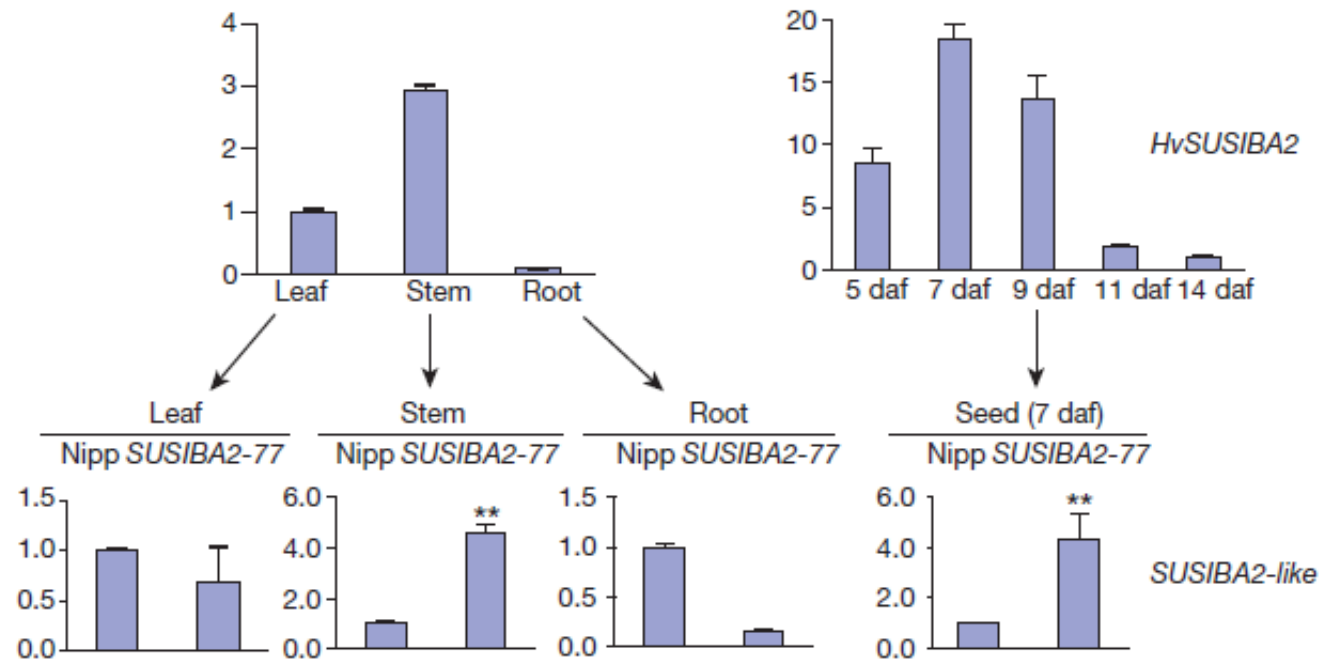 4
3
2
1
0
Leaf Stem Root
20
15
10
5
0
5 daf 7 daf 9 daf 11 daf 14 daf
HvSUSIBA2
Leaf
Nipp SUSIBA2-77
1.5
1.0
0.5
0.0
Stem
Nipp SUSIBA2-77
6.0
4.0
2.0
0.0
**
Root
Nipp SUSIBA2-77
1.5
1.0
0.5
0.0
Seed (7 daf)
Nipp SUSIBA2-77
6.0
4.0
2.0
0.0
**
SUSIBA2-like